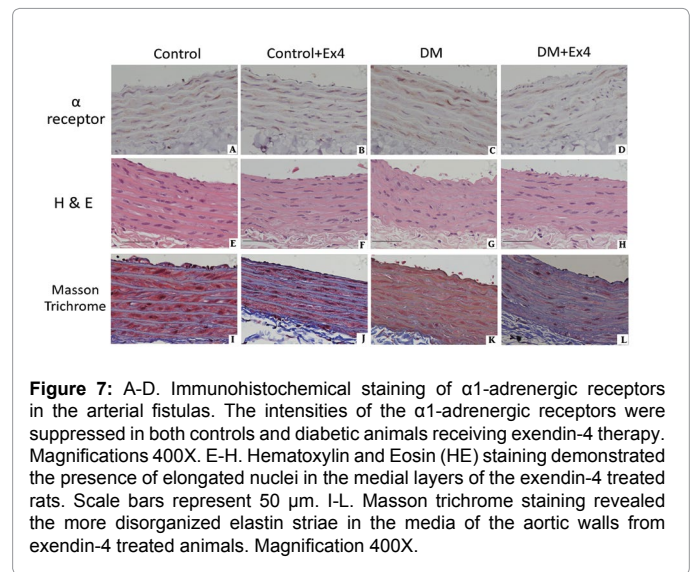 Control Control+Ex4 DM DM+Ex4
α
receptor
A B C D
H & E
E F G H
Masson
Trichrome
I J K L
Figure 7: A-D. Immunohistochemical staining of α1-adrenergic receptors
in the arterial fistulas. The intensities of the α1-adrenergic receptors were
suppressed in both controls and diabetic animals receiving exendin-4 therapy.
Magnifications 400X. E-H. Hematoxylin and Eosin (HE) staining demonstrated
the presence of elongated nuclei in the medial layers of the exendin-4 treated
rats. Scale bars represent 50 μm. I-L. Masson trichrome staining revealed
the more disorganized elastin striae in the media of the aortic walls from
exendin-4 treated animals. Magnification 400X.